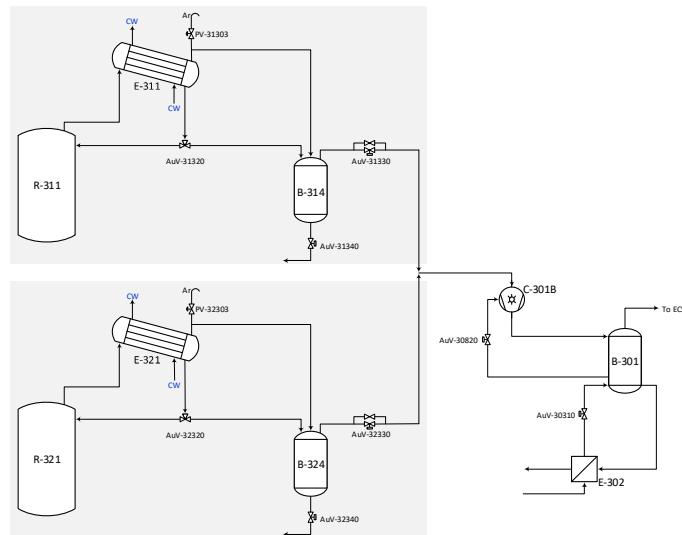 Ar
CW
PV-31303
E-311
CW
AuV-31320
AuV-31330
R-311
B-314
AuV-31340
Ar
CW
PV-32303
E-321
CW
AuV-32320
AuV-32330
R-321
B-324
AuV-32340
C-301B
To EC
AuV-30820
B-301
AuV-30310
E-302